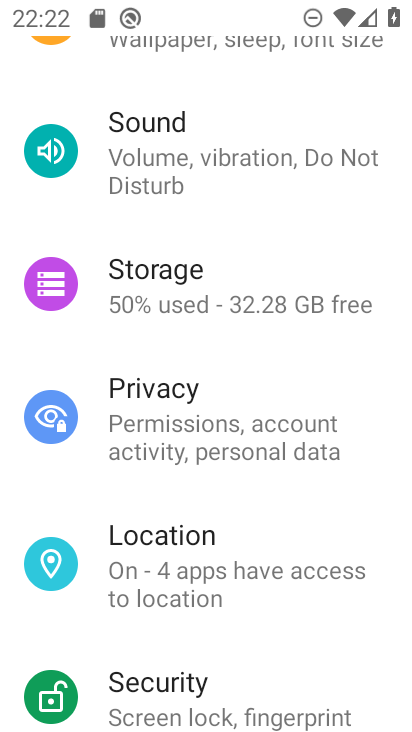 22:22
Wallpaper, sleep, font size
Sound
Volume, vibration, Do Not
Disturb
Storage
50% used - 32.28 GB free
Privacy
Permissions, account
activity, personal data
Location
On - 4 apps have access
to location
Security
Screen lock, fingerprint